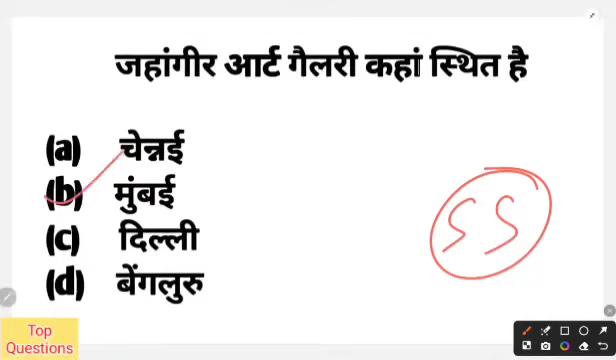 जहांगीर आर्ट गैलरी कहां स्थित है
(a) चेन्नई
(b) मुंबई
(c) दिल्ली
(d) बेंगलुरु
SS
Top
Questions